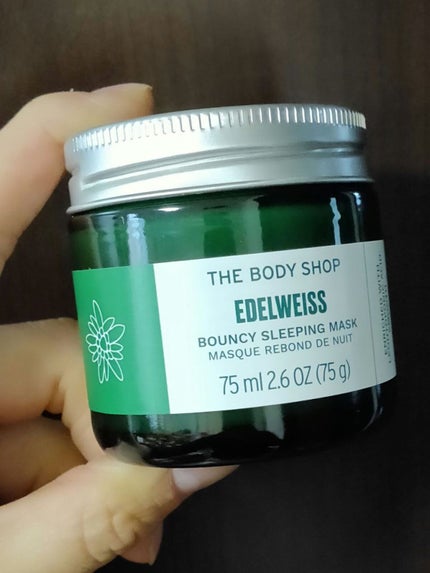 THE BODY SHOP
EDELWEISS
BOUNCY SLEEPING MASK
MASQUE REBOND DE NUIT
75 ml 2.6 OZ (75 g)